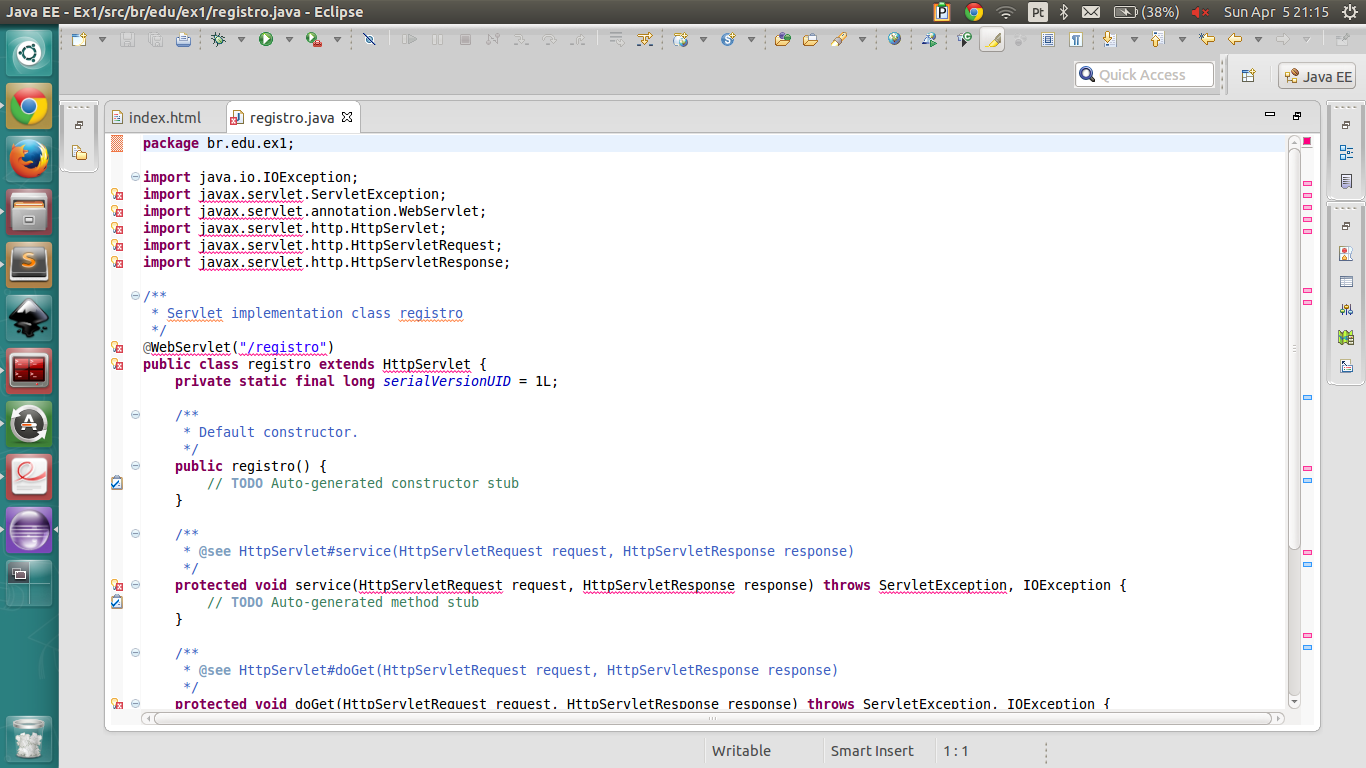 Java EE - Ex1/src/br/edu/ex1/registro.java - Eclipse
Pt
(38%)
Sun Apr 5 21:15
Quick Access
Java EE
index.html
registro.java
package br.edu.ex1;
import java.io.IOException;
import javax.servlet.ServletException;
import javax.servlet.annotation.WebServlet;
import javax.servlet.http.HttpServlet;
import javax.servlet.http.HttpServletRequest;
import javax.servlet.http.HttpServletResponse;
/**
* Servlet implementation class registro
*/
@WebServlet("/registro")
public class registro extends HttpServlet {
private static final long serialVersionUID = 1L;
/**
* Default constructor.
*/
public registro() {
// TODO Auto-generated constructor stub
}
/**
* @see HttpServlet#service(HttpServletRequest request, HttpServletResponse response)
*/
protected void service(HttpServletRequest request, HttpServletResponse response) throws ServletException, IOException {
// TODO Auto-generated method stub
}
/**
* @see HttpServlet#doGet(HttpServletRequest request, HttpServletResponse response)
*/
protected void doGet(HttpServletRequest request, HttpServletResponse response) throws ServletException, IOException {
Writable
Smart Insert
1 : 1